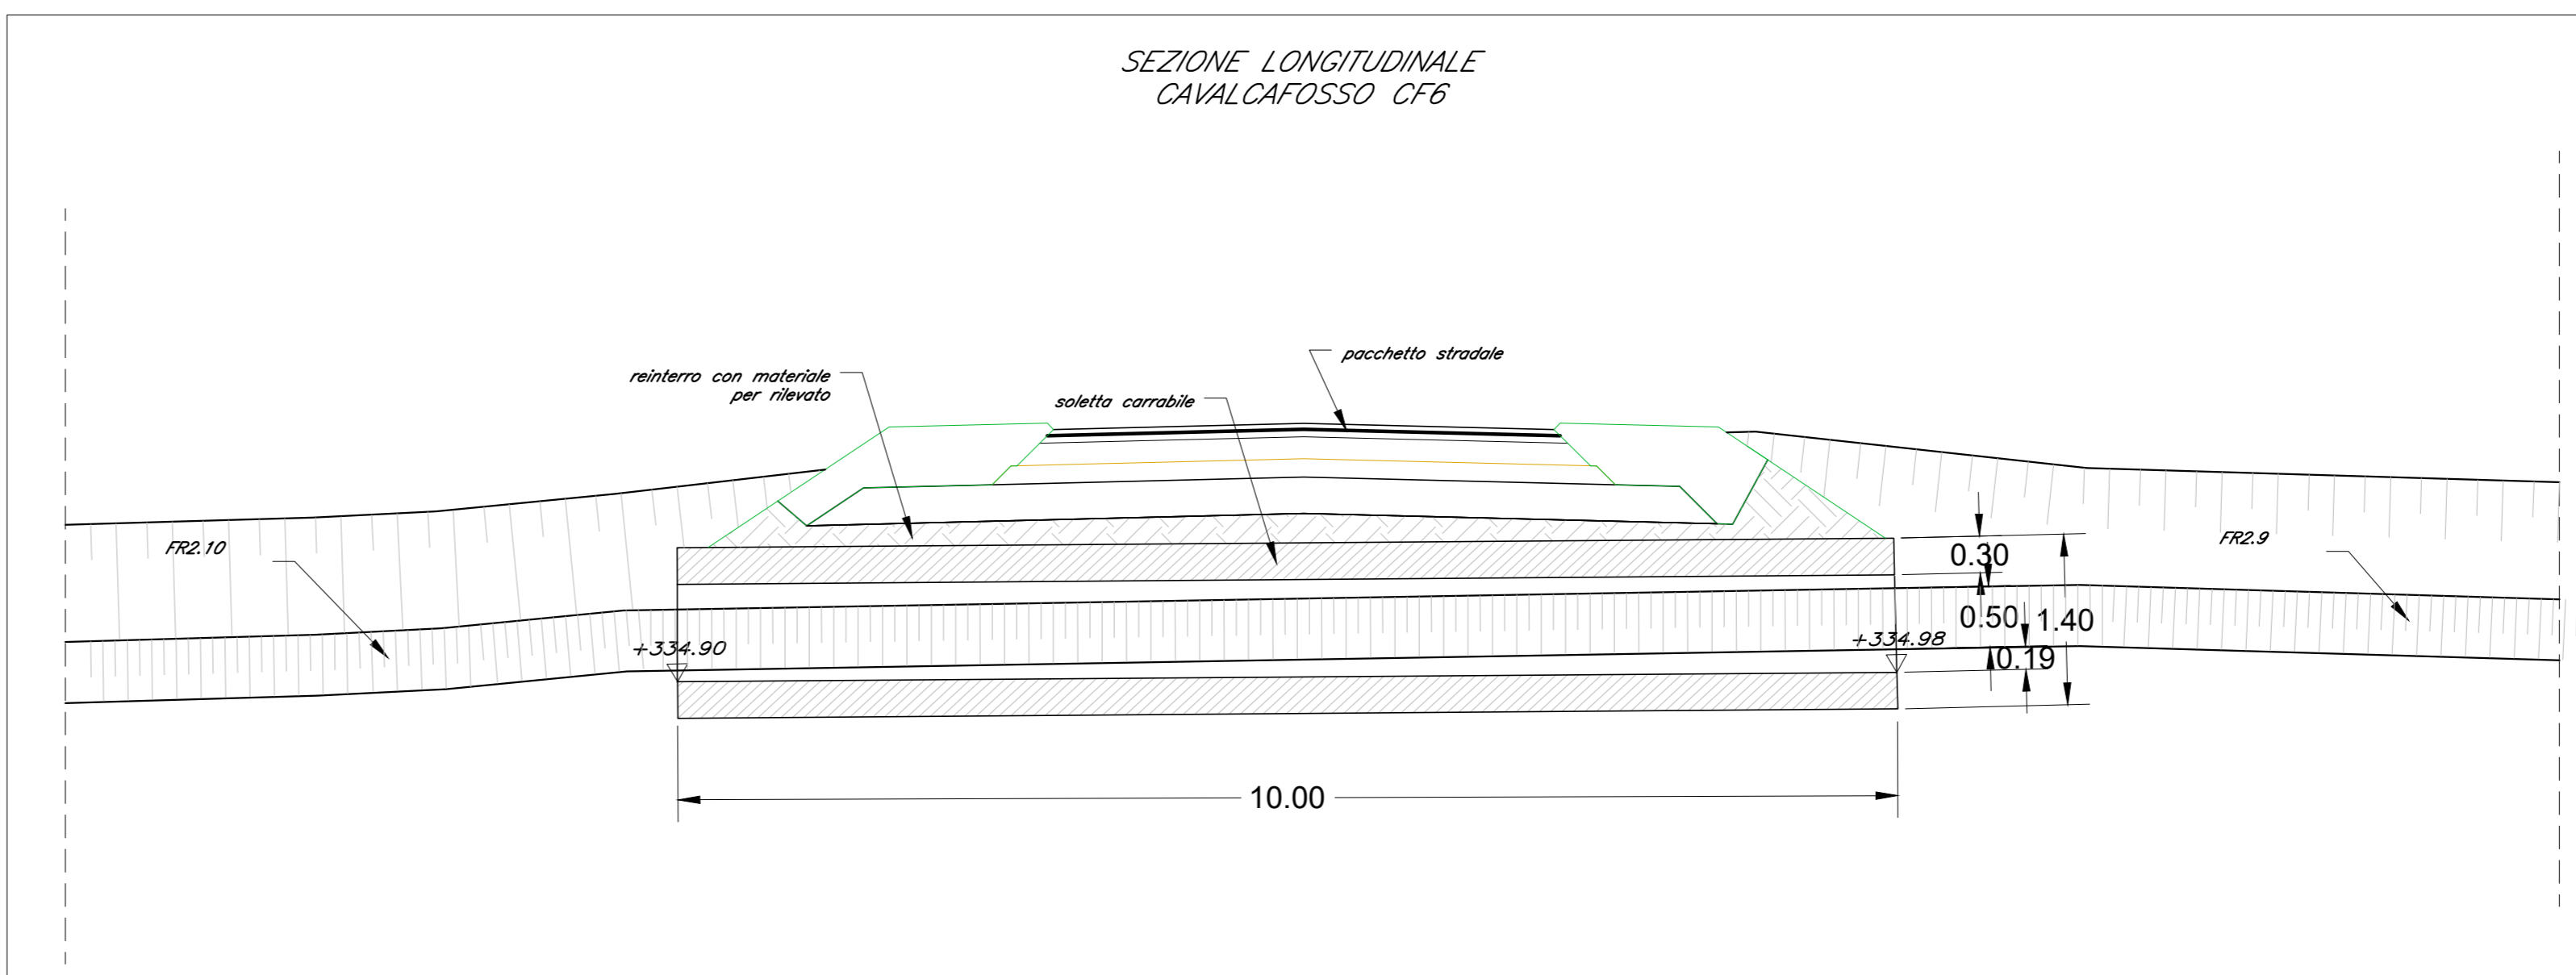 SEZIONE LONGITUDINALE
CAVALCAFOSSO CF6
pacchetto stradale
reinterro con materiale
per rilevato
soletta carrabile
FR2.10
FR2.9
0.30
0.50
1.40
+334.90
+334.98
0.19
10.00